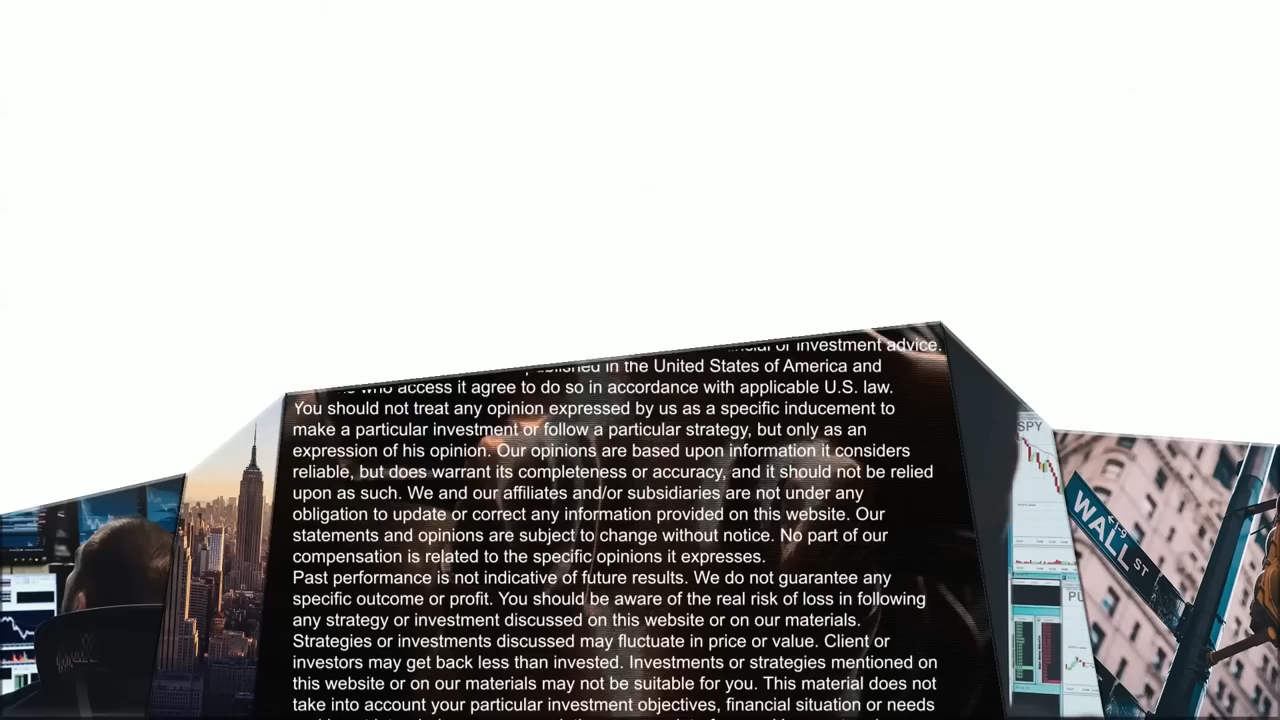 investment advice.
in the United States of America and
access it agree to do so in accordance with applicable U.S. law.
You should not treat any opinion expressed by us as a specific inducement to
make a particular investment or follow a particular strategy, but only as an
expression of his opinion. Our opinions are based upon information it considers
reliable, but does warrant its completeness or accuracy, and it should not be relied
upon as such. We and our affiliates and/or subsidiaries are not under any
obligation to update or correct any information provided on this website. Our
statements and opinions are subject to change without notice. No part of our
compensation is related to the specific opinions it expresses.
Past performance is not indicative of future results. We do not guarantee any
specific outcome or profit. You should be aware of the real risk of loss in following
any strategy or investment discussed on this website or on our materials.
Strategies or investments discussed may fluctuate in price or value. Client or
investors may get back less than invested. Investments or strategies mentioned on
this website or on our materials may not be suitable for you. This material does not
take into account your particular investment objectives, financial situation or needs
SPY
WALL ST